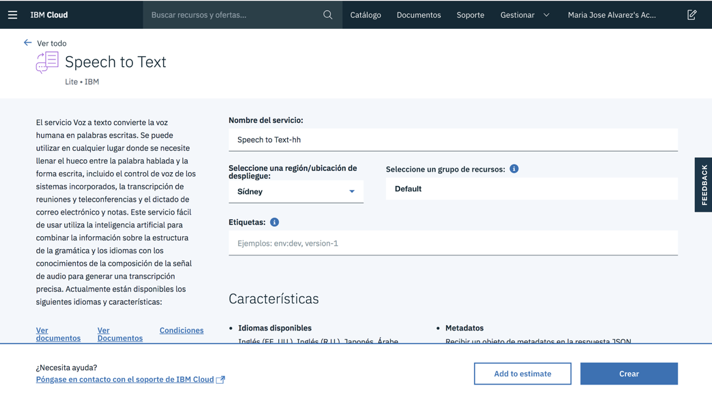 IBM Cloud
Buscar recursos y ofertas...
Catálogo
Documentos
Soporte
Gestionar
Maria Jose Alvarez's Ac...
Ver todo
Speech to Text
Lite • IBM
El servicio Voz a texto convierte la voz
humana en palabras escritas. Se puede
utilizar en cualquier lugar donde se necesite
llenar el hueco entre la palabra hablada y la
forma escrita, incluido el control de voz de los
sistemas incorporados, la transcripción de
reuniones y teleconferencias y el dictado de
correo electrónico y notas. Este servicio fácil
de usar utiliza la inteligencia artificial para
combinar la información sobre la estructura
de la gramática y los idiomas con los
conocimientos de la composición de la señal
de audio para generar una transcripción
precisa. Actualmente están disponibles los
siguientes idiomas y características:
Ver
documentos
Ver
Documentos
Condiciones
Nombre del servicio:
Speech to Text-hh
Seleccione una región/ubicación de
despliegue:
Sídney
Seleccione un grupo de recursos:
Default
Etiquetas:
Ejemplos: env:dev, version-1
Características
• Idiomas disponibles
Inglés (EE. UU.), Inglés (R.U.), Japonés, Árabe
• Metadatos
Recibir un objeto de metadatos en la respuesta JSON
FEEDBACK
¿Necesita ayuda?
Póngase en contacto con el soporte de IBM Cloud
Add to estimate
Crear